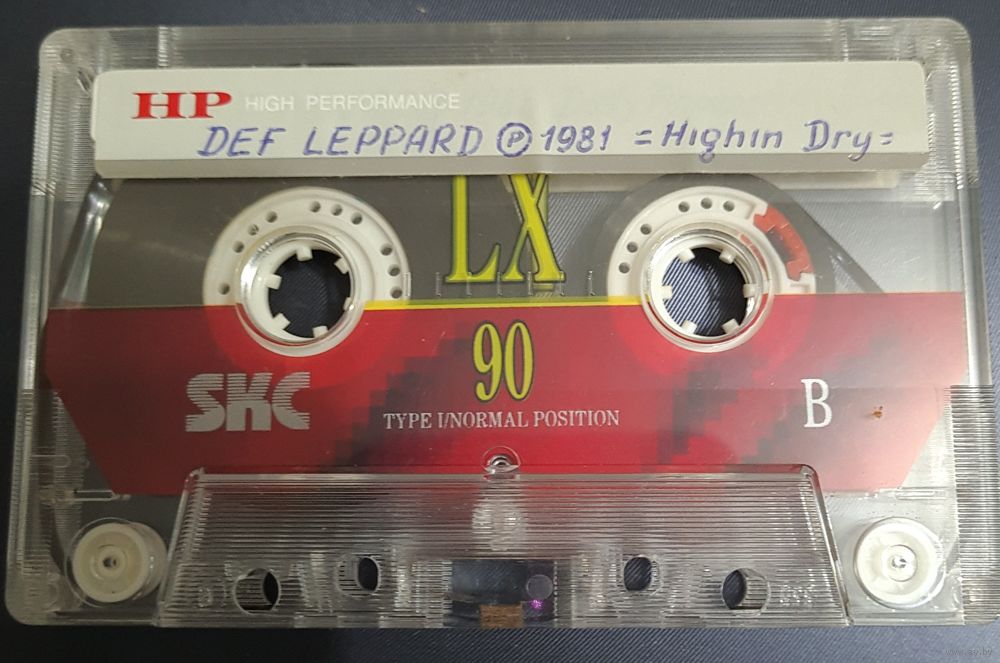 HP HIGH PERFORMANCE
DEF LEPPARD Ⓟ 1981 =Highin Dry=
LX
90
SKC
TYPE I/NORMAL POSITION
B